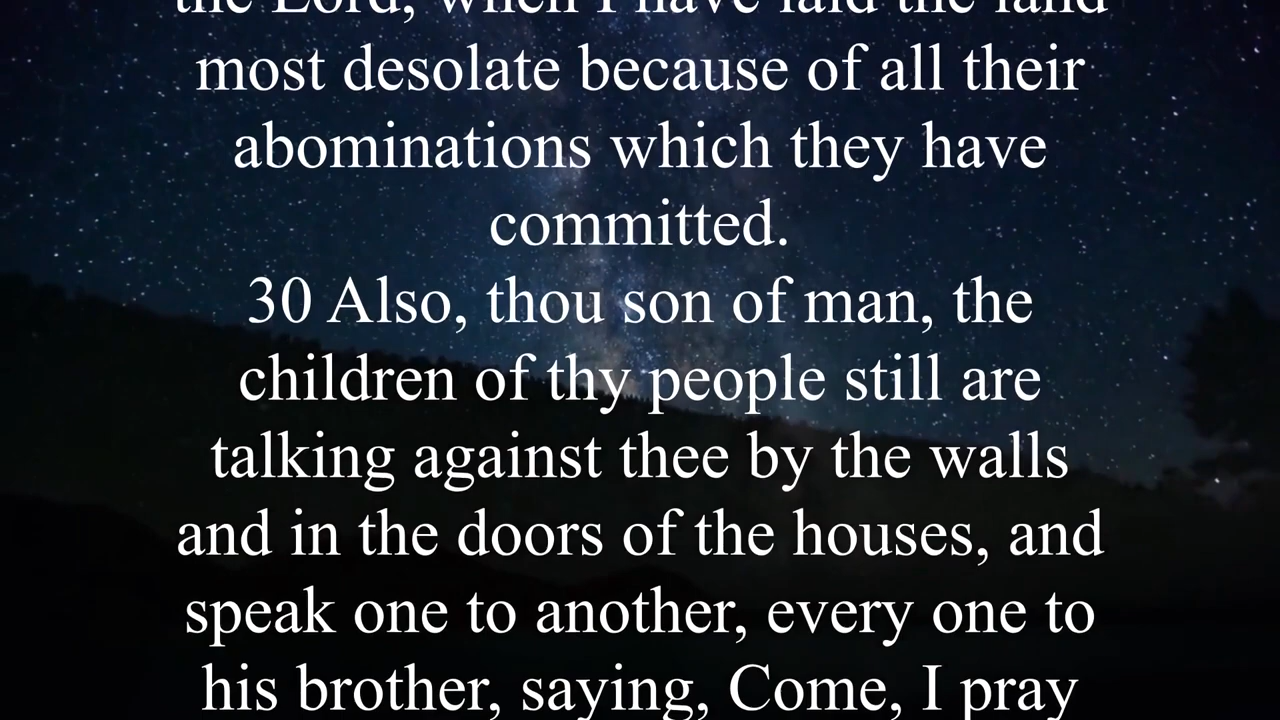 the Lord, when I have laid the land
most desolate because of all their
abominations which they have
committed.
30 Also, thou son of man, the
children of thy people still are
talking against thee by the walls
and in the doors of the houses, and
speak one to another, every one to
his brother, saying, Come, I pray